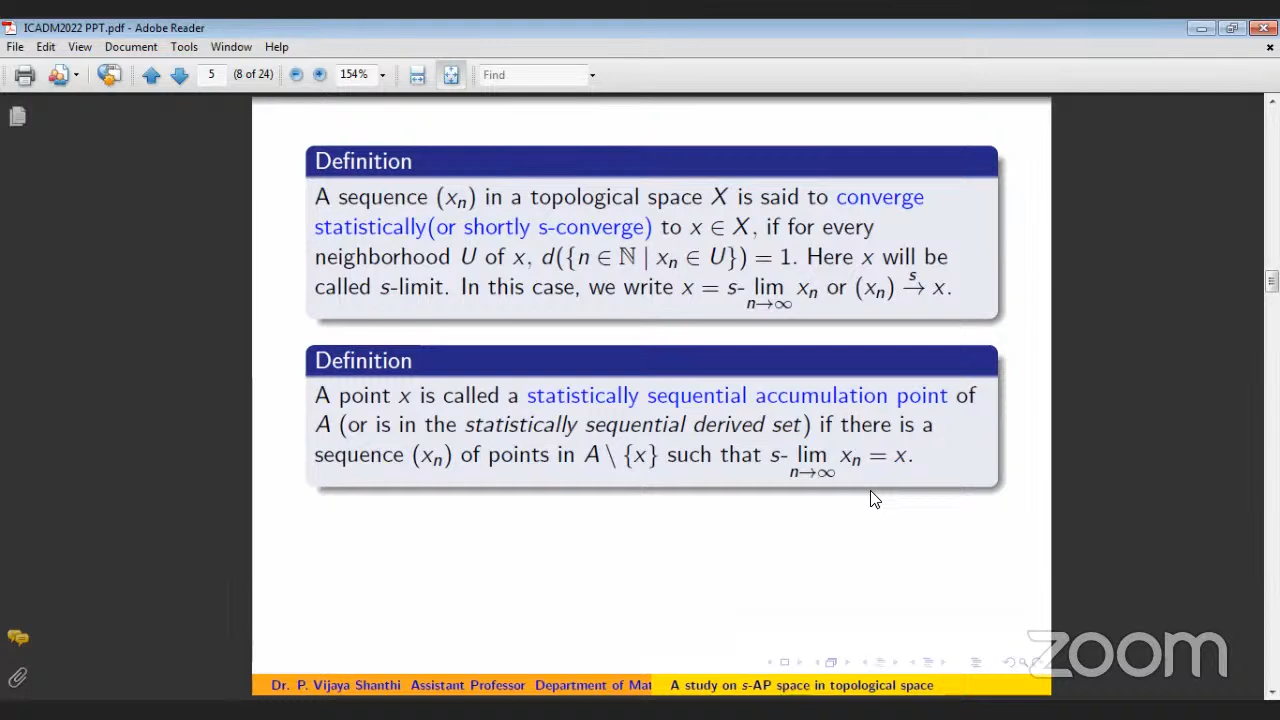 ICADM2022 PPT.pdf - Adobe Reader
File Edit View Document Tools Window Help
5 (8 of 24) 154% Find
Definition
A sequence (xₙ) in a topological space X is said to converge
statistically(or shortly s-converge) to x ∈ X, if for every
neighborhood U of x, d({n ∈ ℕ | xₙ ∈ U}) = 1. Here x will be
called s-limit. In this case, we write x = s- lim xₙ or (xₙ) →ˢ x.
n→∞
Definition
A point x is called a statistically sequential accumulation point of
A (or is in the statistically sequential derived set) if there is a
sequence (xₙ) of points in A \ {x} such that s- lim xₙ = x.
n→∞
zoom
Dr. P. Vijaya Shanthi Assistant Professor Department of Mat A study on s-AP space in topological space